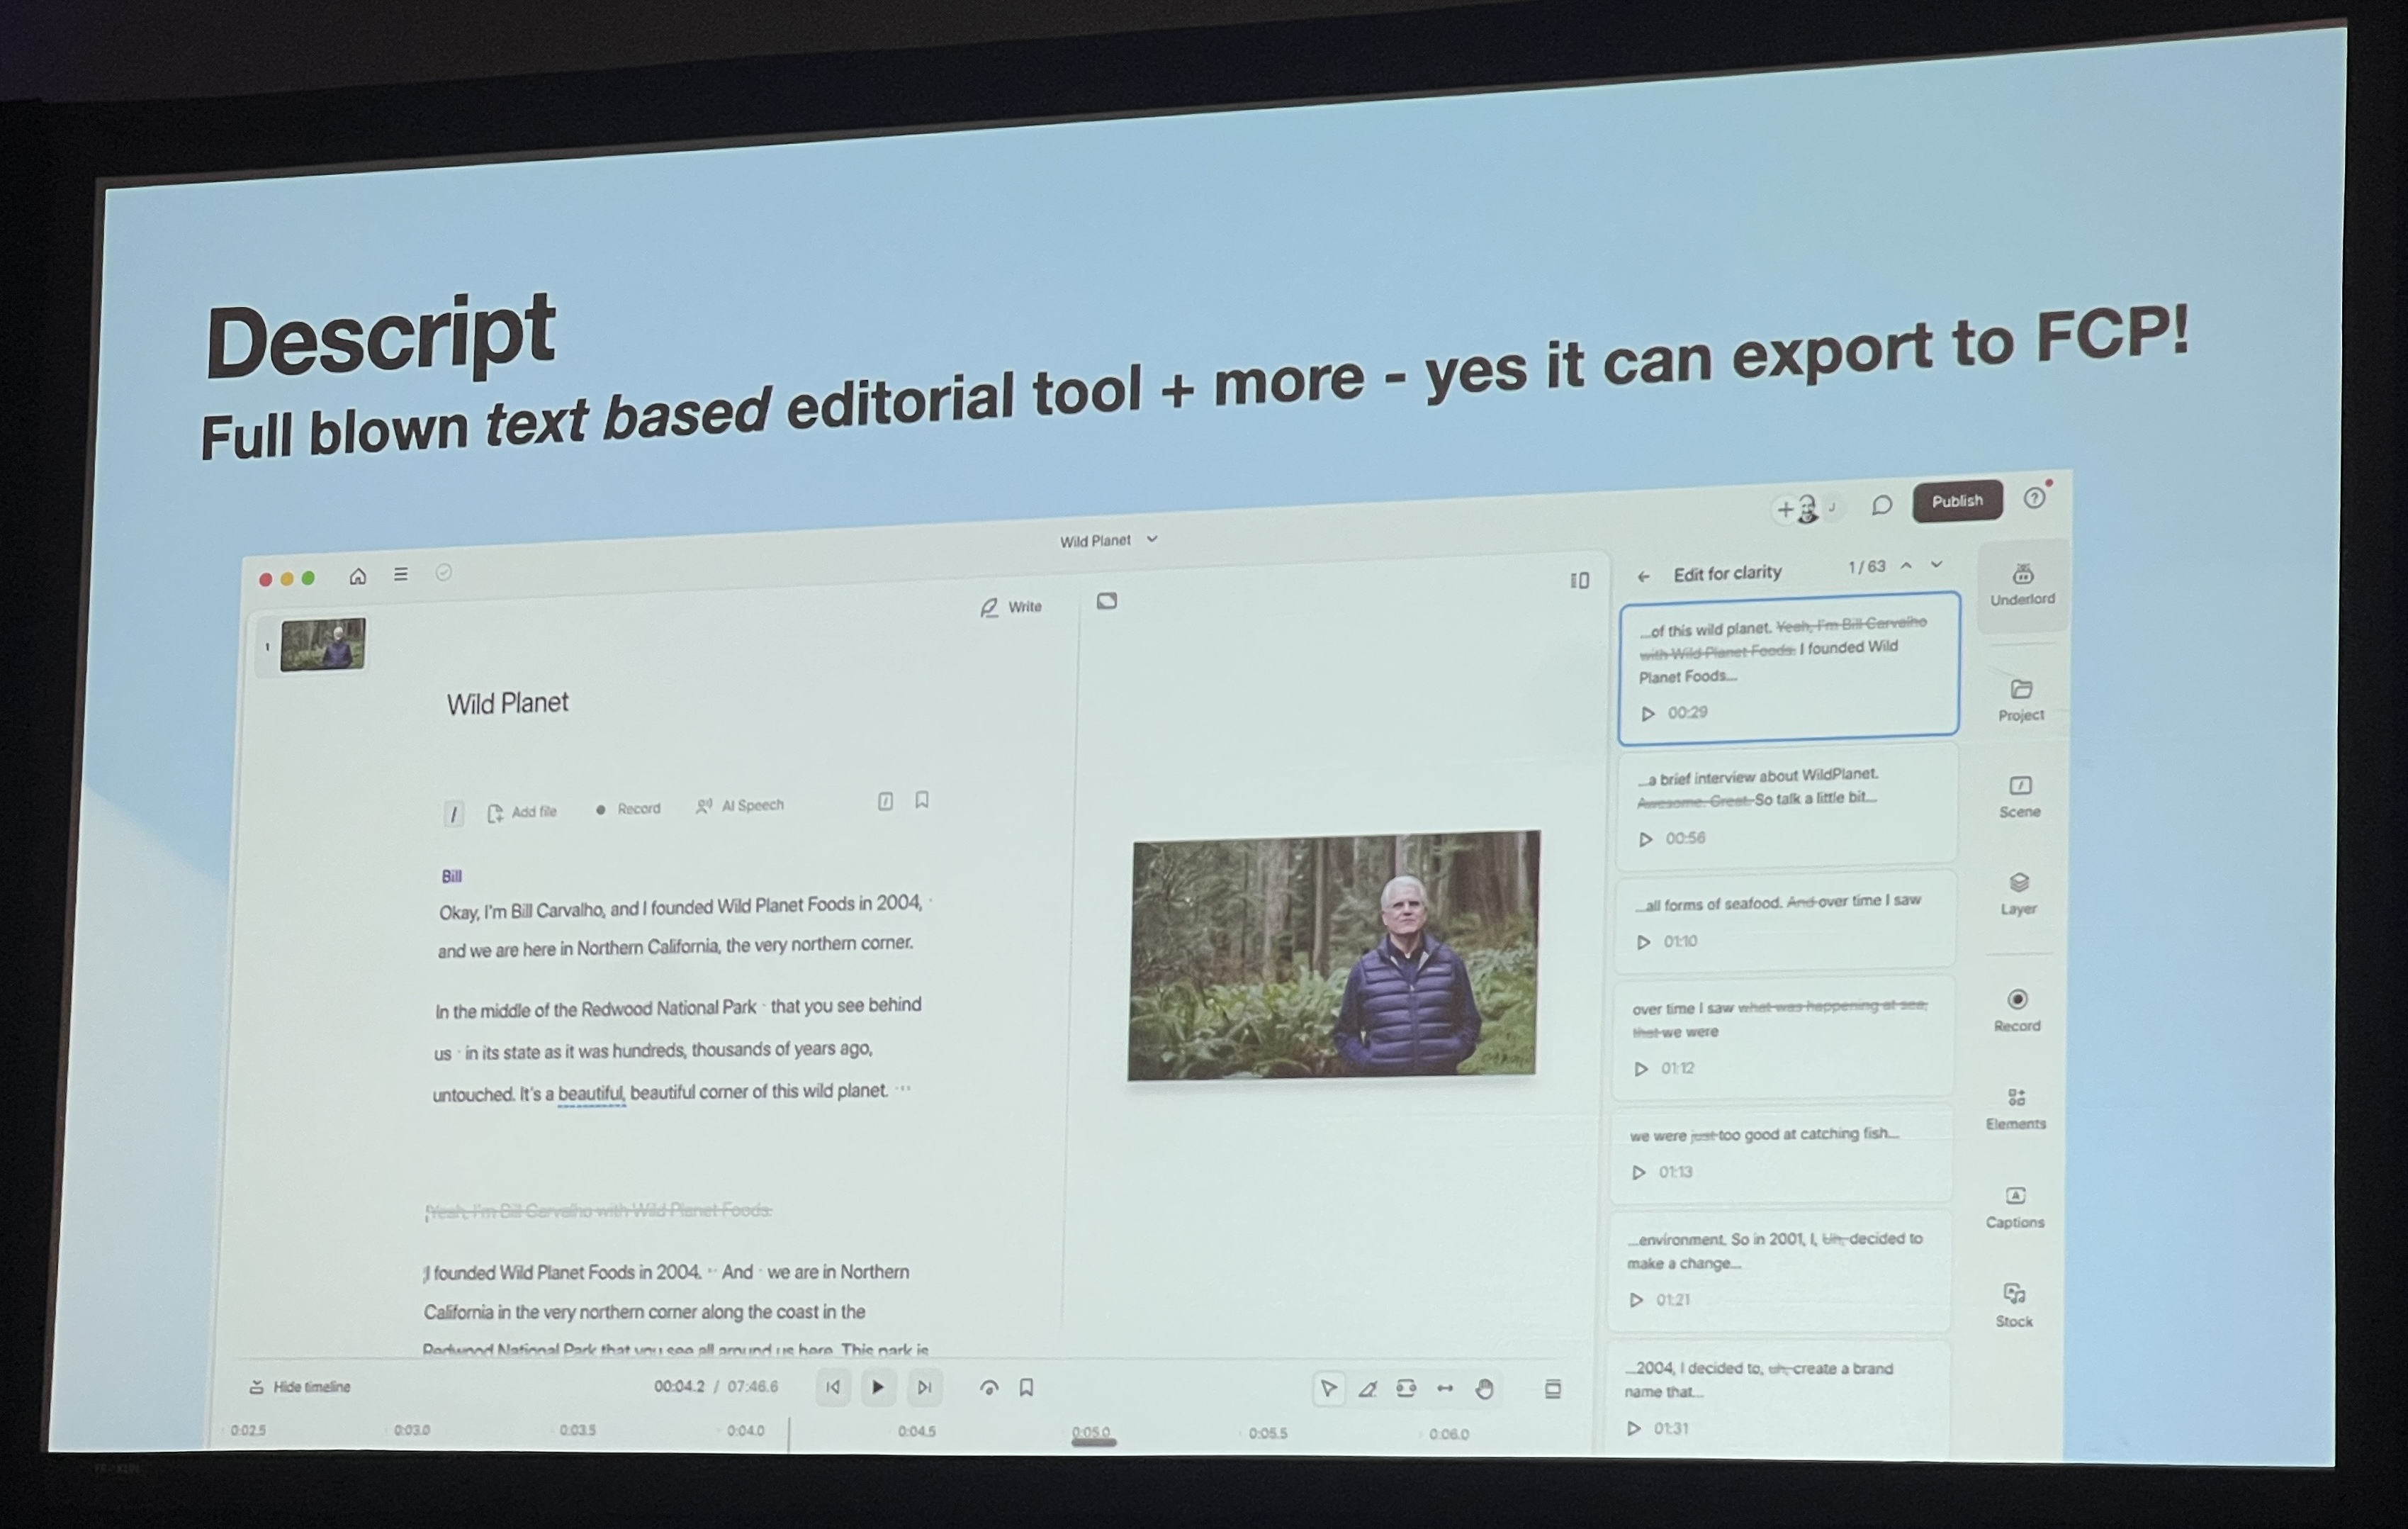 Descript
Full blown text based editorial tool + more - yes it can export to FCP!
Wild Planet
J
Publish
?
1
Write
Wild Planet
/
Add file
Record
AI Speech
Bill
Okay, I'm Bill Carvalho, and I founded Wild Planet Foods in 2004,
and we are here in Northern California, the very northern corner.
In the middle of the Redwood National Park · that you see behind
us · in its state as it was hundreds, thousands of years ago,
untouched. It's a beautiful, beautiful corner of this wild planet. ···
Yeah, I'm Bill Carvalho with Wild Planet Foods.
I founded Wild Planet Foods in 2004. ·· And · we are in Northern
California in the very northern corner along the coast in the
Redwood National Park that you see all around us here. This park is
Edit for clarity
1 / 63
...of this wild planet. Yeah, I'm Bill Carvalho
with Wild Planet Foods. I founded Wild
Planet Foods...
00:29
...a brief interview about WildPlanet.
Awesome. Great. So talk a little bit...
00:56
...all forms of seafood. And over time I saw
01:10
over time I saw what was happening at sea,
that we were
01:12
we were just too good at catching fish...
01:13
...environment. So in 2001, I, uh, decided to
make a change...
01:21
...2004, I decided to, uh, create a brand
name that...
01:31
Underlord
Project
Scene
Layer
Record
Elements
Captions
Stock
Hide timeline
00:04.2 / 07:46.6
0:02.5
0:03.0
0:03.5
0:04.0
0:04.5
0:05.0
0:05.5
0:06.0